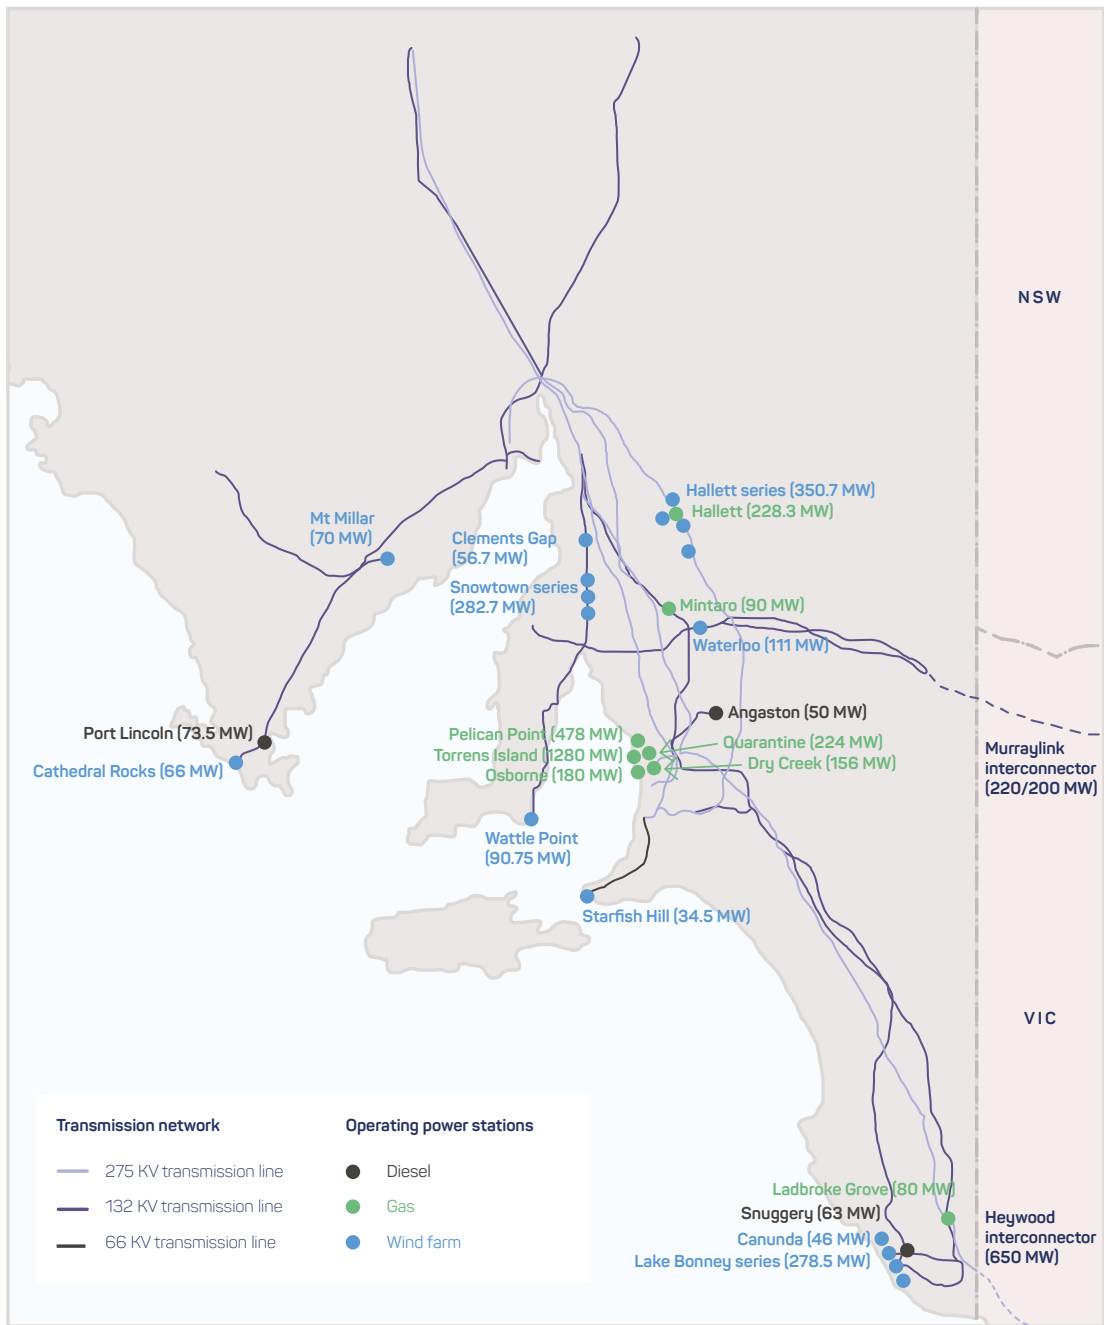 NSW
Hallett series (350.7 MW)
Hallett (228.3 MW)
Mt Millar
(70 MW)
Clements Gap
(56.7 MW)
Snowtown series
(282.7 MW)
Mintaro (90 MW)
Waterloo (111 MW)
Angaston (50 MW)
Port Lincoln (73.5 MW)
Cathedral Rocks (66 MW)
Pelican Point (478 MW)
Torrens Island (1280 MW)
Osborne (180 MW)
Quarantine (224 MW)
Dry Creek (156 MW)
Murraylink
interconnector
(220/200 MW)
Wattle Point
(90.75 MW)
Starfish Hill (34.5 MW)
VIC
Transmission network
275 KV transmission line
132 KV transmission line
66 KV transmission line
Operating power stations
Diesel
Gas
Wind farm
Ladbroke Grove (80 MW)
Snuggery (63 MW)
Canunda (46 MW)
Lake Bonney series (278.5 MW)
Heywood
interconnector
(650 MW)